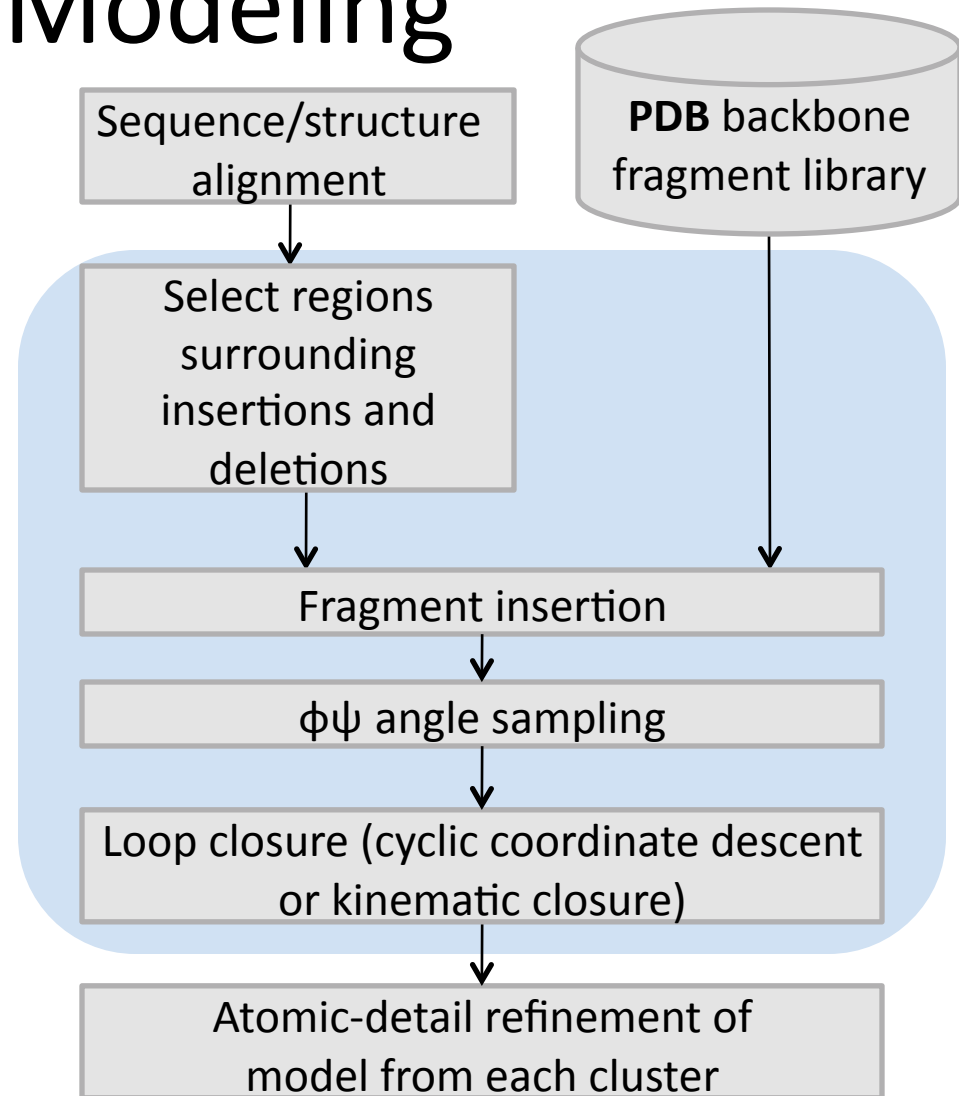 Modeling
Sequence/structure
alignment
PDB backbone
fragment library
Select regions
surrounding
insertions and
deletions
Fragment insertion
φψ angle sampling
Loop closure (cyclic coordinate descent
or kinematic closure)
Atomic-detail refinement of
model from each cluster